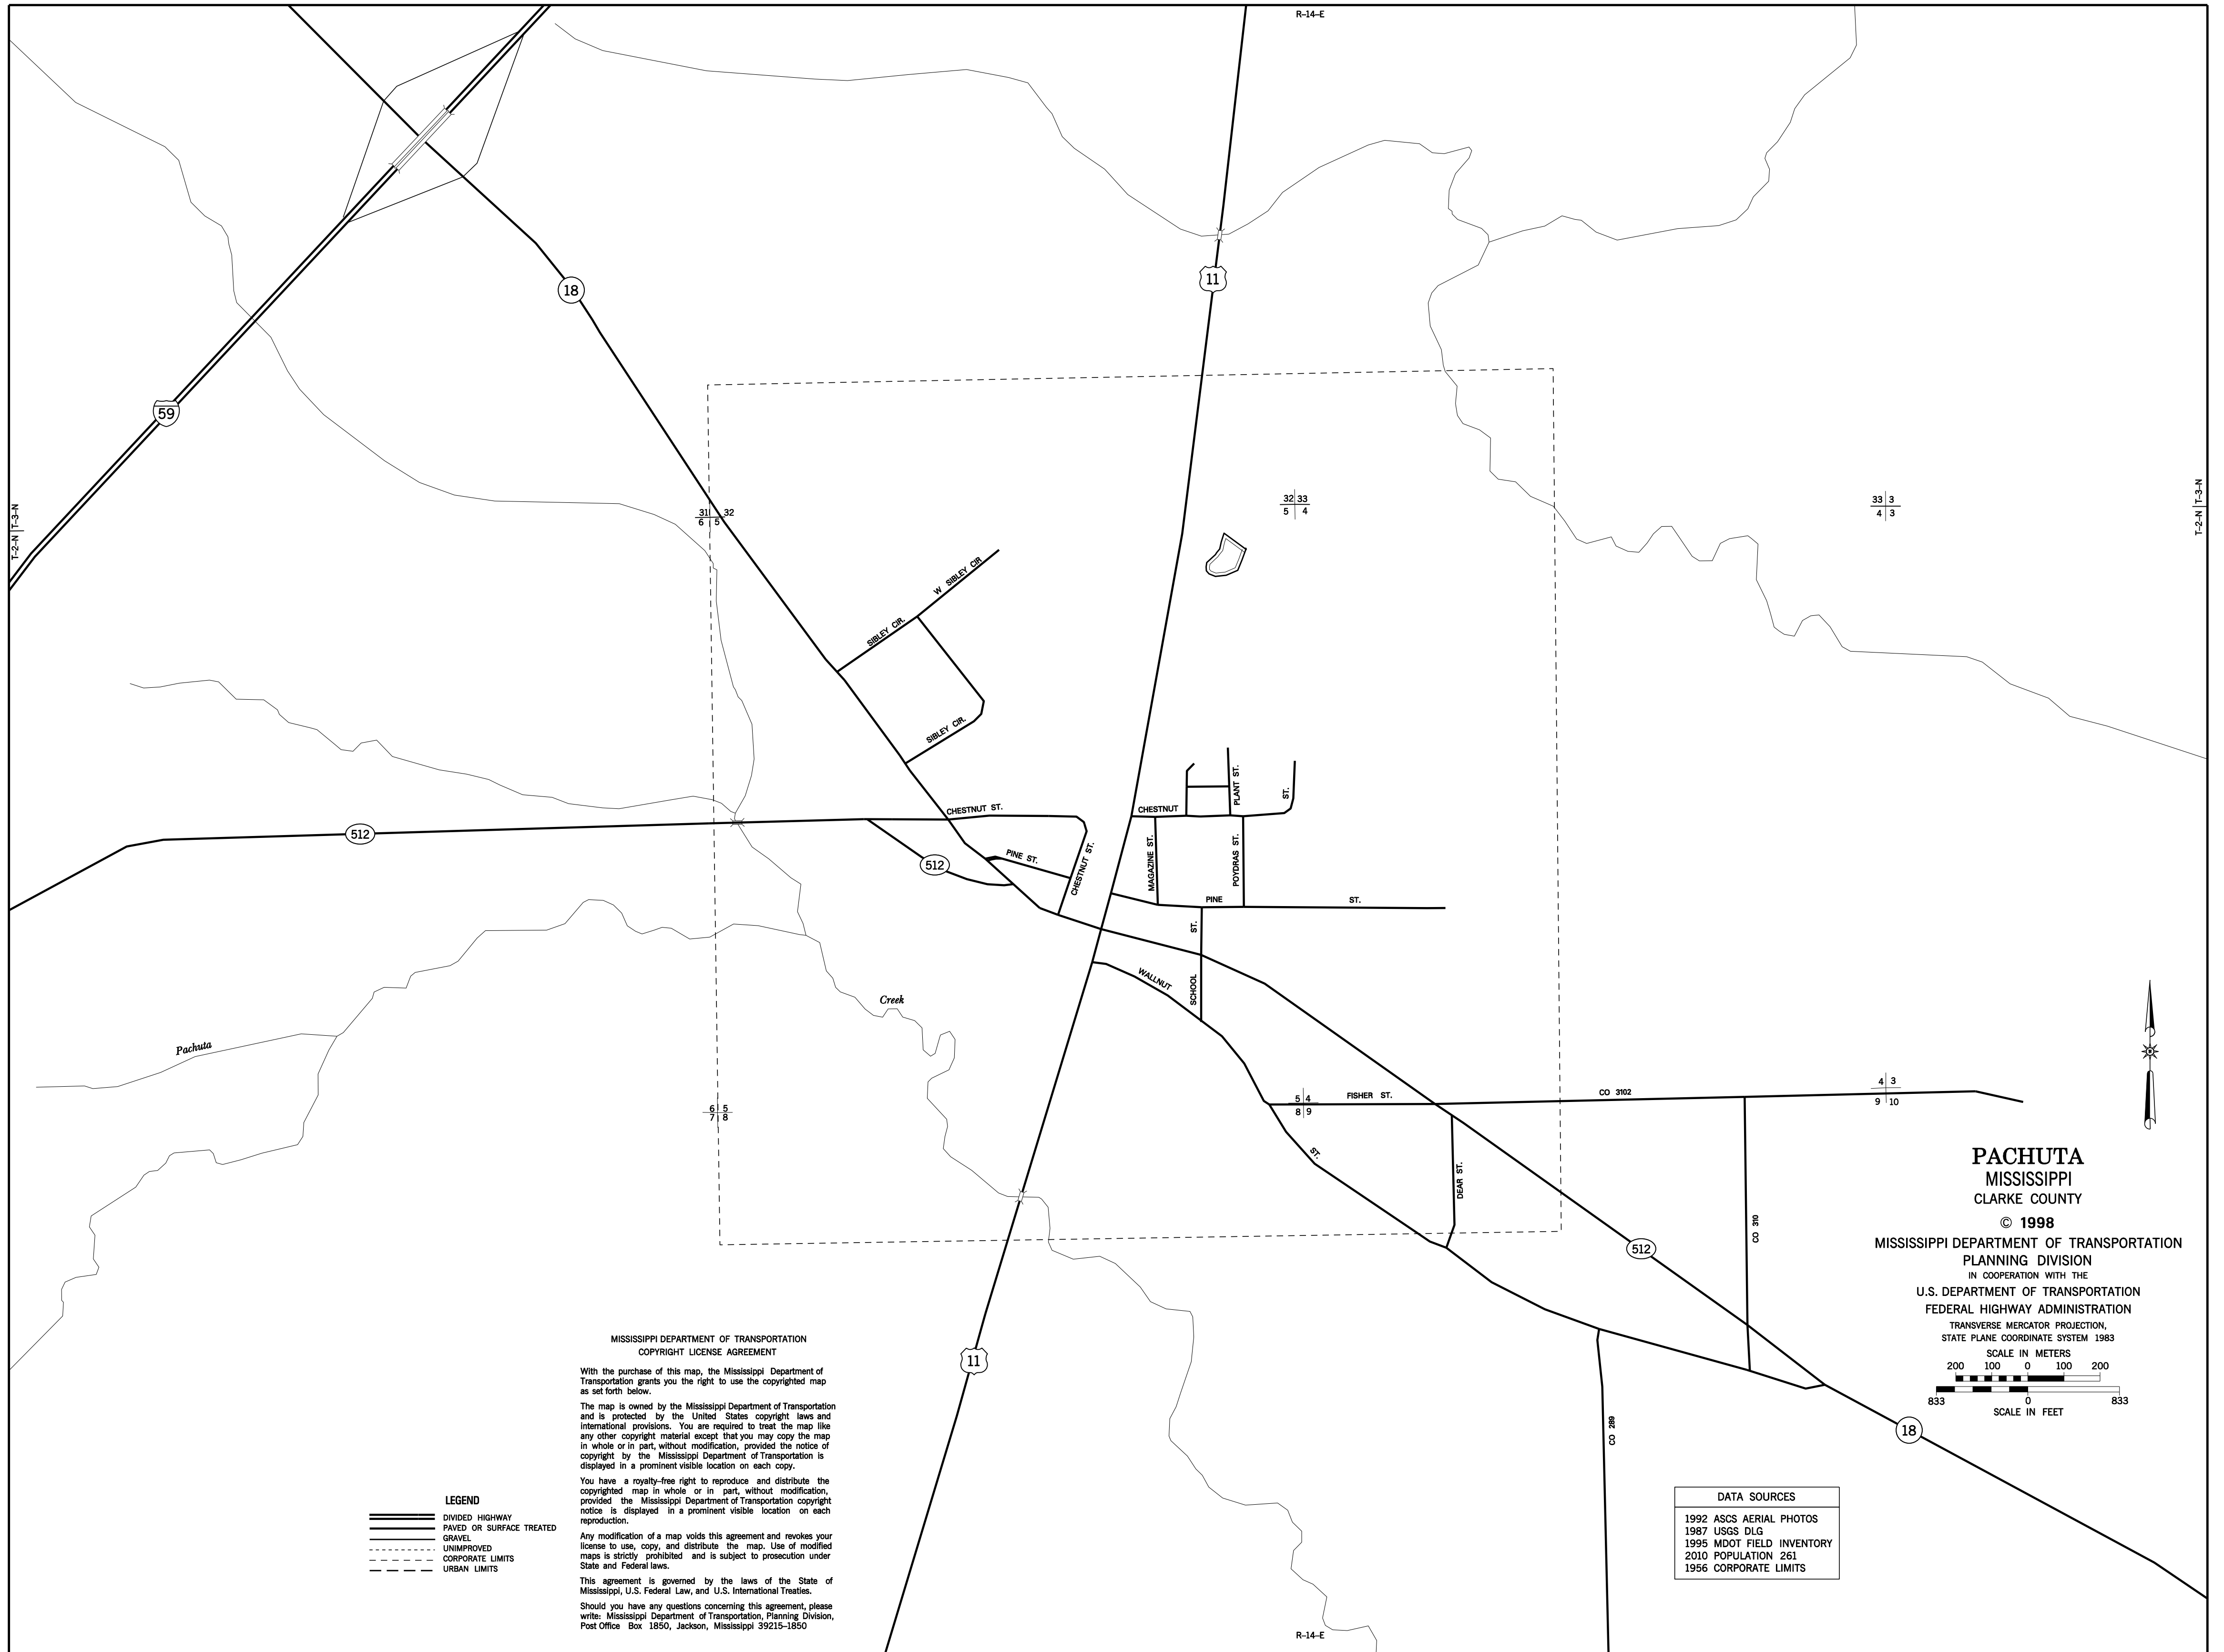 R-14-E
18
11
59
T-2-N T-3-N
T-2-N T-3-N
31 32
6 5
32 33
5 4
33 3
4 3
W SIBLEY CIR
SIBLEY CIR.
SIBLEY CIR.
CHESTNUT ST.
CHESTNUT
PLANT ST.
ST.
512
512
PINE ST.
CHESTNUT ST.
MAGAZINE ST.
POYDRAS ST.
PINE ST.
ST.
SCHOOL
WALLNUT
Creek
Pachuta
6 5
7 8
5 4
8 9
FISHER ST.
CO 3102
4 3
9 10
ST.
DEAR ST.
CO 310
512
11
CO 289
18
PACHUTA
MISSISSIPPI
CLARKE COUNTY
© 1998
MISSISSIPPI DEPARTMENT OF TRANSPORTATION
PLANNING DIVISION
IN COOPERATION WITH THE
U.S. DEPARTMENT OF TRANSPORTATION
FEDERAL HIGHWAY ADMINISTRATION
TRANSVERSE MERCATOR PROJECTION,
STATE PLANE COORDINATE SYSTEM 1983
SCALE IN METERS
200 100 0 100 200
833 0 833
SCALE IN FEET
MISSISSIPPI DEPARTMENT OF TRANSPORTATION
COPYRIGHT LICENSE AGREEMENT
With the purchase of this map, the Mississippi Department of
Transportation grants you the right to use the copyrighted map
as set forth below.
The map is owned by the Mississippi Department of Transportation
and is protected by the United States copyright laws and
international provisions. You are required to treat the map like
any other copyright material except that you may copy the map
in whole or in part, without modification, provided the notice of
copyright by the Mississippi Department of Transportation is
displayed in a prominent visible location on each copy.
You have a royalty-free right to reproduce and distribute the
copyrighted map in whole or in part, without modification,
provided the Mississippi Department of Transportation copyright
notice is displayed in a prominent visible location on each
reproduction.
Any modification of a map voids this agreement and revokes your
license to use, copy, and distribute the map. Use of modified
maps is strictly prohibited and is subject to prosecution under
State and Federal laws.
This agreement is governed by the laws of the State of
Mississippi, U.S. Federal Law, and U.S. International Treaties.
Should you have any questions concerning this agreement, please
write: Mississippi Department of Transportation, Planning Division,
Post Office Box 1850, Jackson, Mississippi 39215-1850
LEGEND
DIVIDED HIGHWAY
PAVED OR SURFACE TREATED
GRAVEL
UNIMPROVED
CORPORATE LIMITS
URBAN LIMITS
DATA SOURCES
1992 ASCS AERIAL PHOTOS
1987 USGS DLG
1995 MDOT FIELD INVENTORY
2010 POPULATION 261
1956 CORPORATE LIMITS
R-14-E